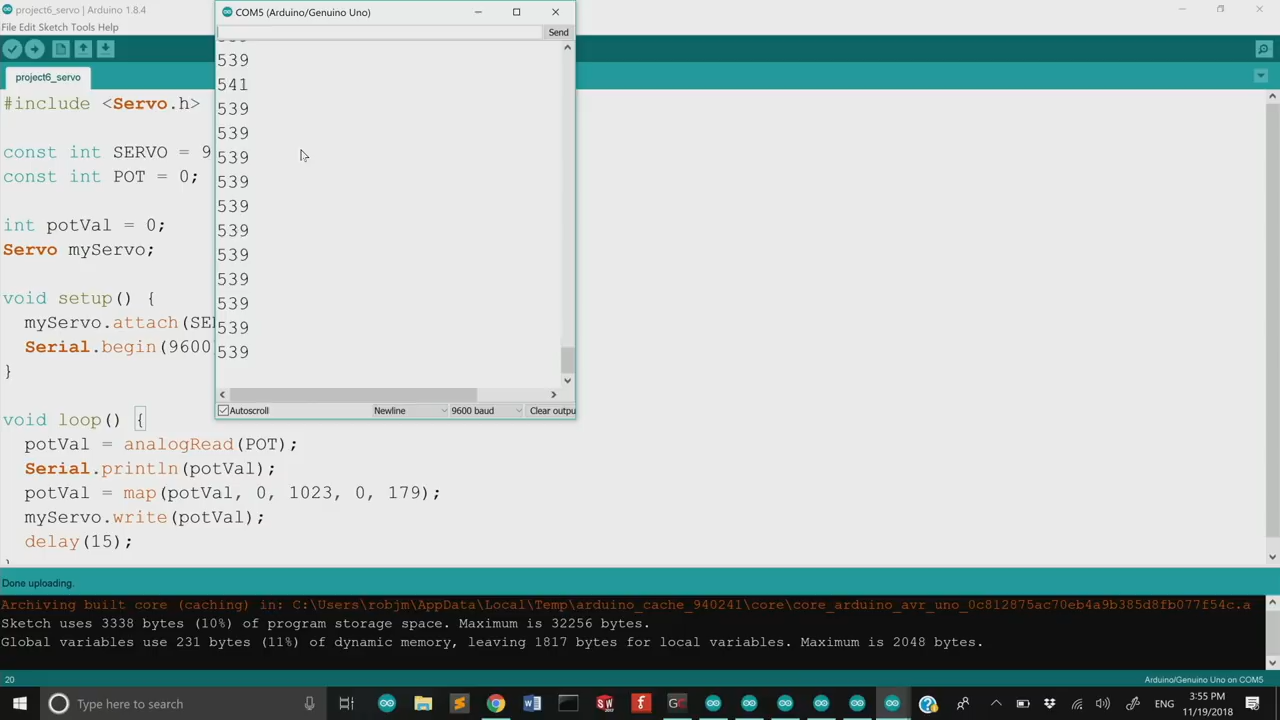 project6_servo | Arduino 1.8.4
File Edit Sketch Tools Help
COM5 (Arduino/Genuino Uno)
Send
539
541
539
539
539
539
539
539
539
539
539
539
539
Autoscroll
Newline
9600 baud
Clear outpu
project6_servo
#include <Servo.h>
const int SERVO = 9
const int POT = 0;
int potVal = 0;
Servo myServo;
void setup() {
myServo.attach(SE
Serial.begin(9600
}
void loop() {
potVal = analogRead(POT);
Serial.println(potVal);
potVal = map(potVal, 0, 1023, 0, 179);
myServo.write(potVal);
delay(15);
Done uploading.
Archiving built core (caching) in: C:\Users\robjm\AppData\Local\Temp\arduino_cache_940241\core\core_arduino_avr_uno_0c812875ac70eb4a9b385d8fb077f54c.a
Sketch uses 3338 bytes (10%) of program storage space. Maximum is 32256 bytes.
Global variables use 231 bytes (11%) of dynamic memory, leaving 1817 bytes for local variables. Maximum is 2048 bytes.
20
Arduino/Genuino Uno on COM5
Type here to search
ENG
3:55 PM
11/19/2018